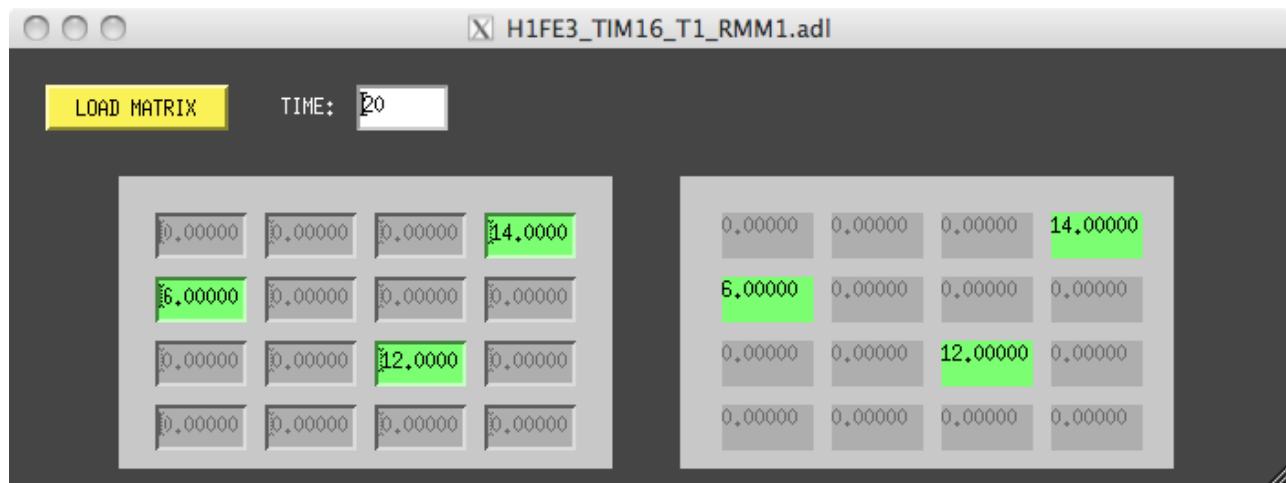 H1FE3_TIM16_T1_RMM1.adl
LOAD MATRIX TIME: 20
0.00000 0.00000 0.00000 14.0000 0.00000 0.00000 0.00000 14.00000
6.00000 0.00000 0.00000 0.00000 6.00000 0.00000 0.00000 0.00000
0.00000 0.00000 12.0000 0.00000 0.00000 0.00000 12.00000 0.00000
0.00000 0.00000 0.00000 0.00000 0.00000 0.00000 0.00000 0.00000